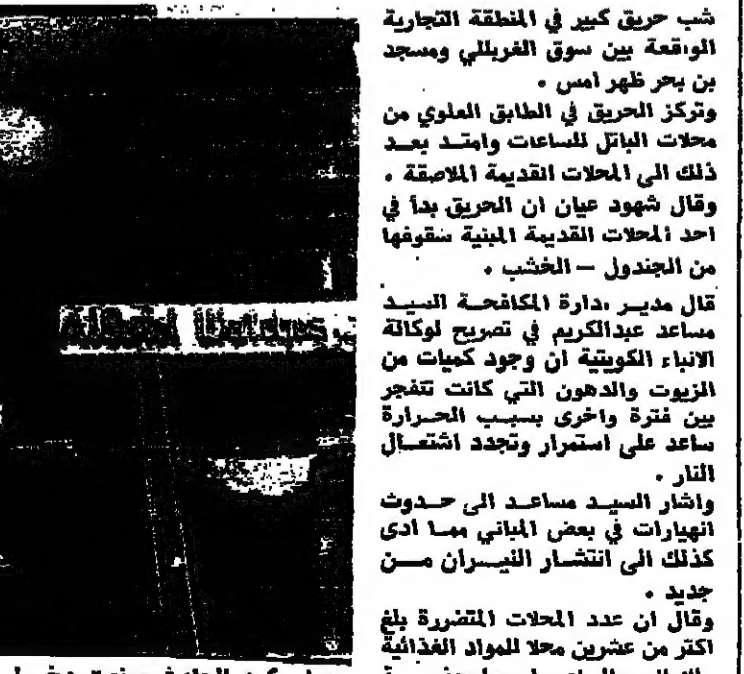 شب حريق كبير في المنطقة التجارية
الواقعة بين سوق الغربللي ومسجد
بن بحر ظهر امس .
وتركز الحريق في الطابق العلوي من
محلات الباتل للساعات وامتد بعد
ذلك الى المحلات القديمة الملاصقة .
وقال شهود عيان ان الحريق بدأ في
احد المحلات القديمة المبنية سقوفها
من الجندول – الخشب .
قال مدير ادارة المكافحة السيد
مساعد عبدالكريم في تصريح لوكالة
الانباء الكويتية ان وجود كميات من
الزيوت والدهون التي كانت تتفجر
بين فترة واخرى بسبب الحرارة
ساعد على استمرار وتجدد اشتعال
النار .
واشار السيد مساعد الى حدوث
انهيارات في بعض المباني مما ادى
كذلك الى انتشار النيران من
جديد .
وقال ان عدد المحلات المتضررة بلغ
اكثر من عشرين محلا للمواد الغذائية